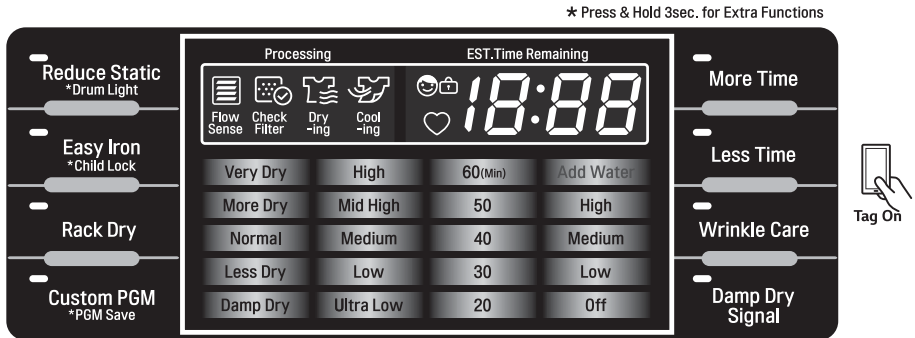 * Press & Hold 3sec. for Extra Functions
Reduce Static
*Drum Light
Easy Iron
*Child Lock
Rack Dry
Custom PGM
*PGM Save
Processing
EST.Time Remaining
Flow
Sense
Check
Filter
Dry
-ing
Cool
-ing
18:88
Very Dry High 60(Min) Add Water
More Dry Mid High 50 High
Normal Medium 40 Medium
Less Dry Low 30 Low
Damp Dry Ultra Low 20 Off
More Time
Less Time
Wrinkle Care
Damp Dry
Signal
Tag On